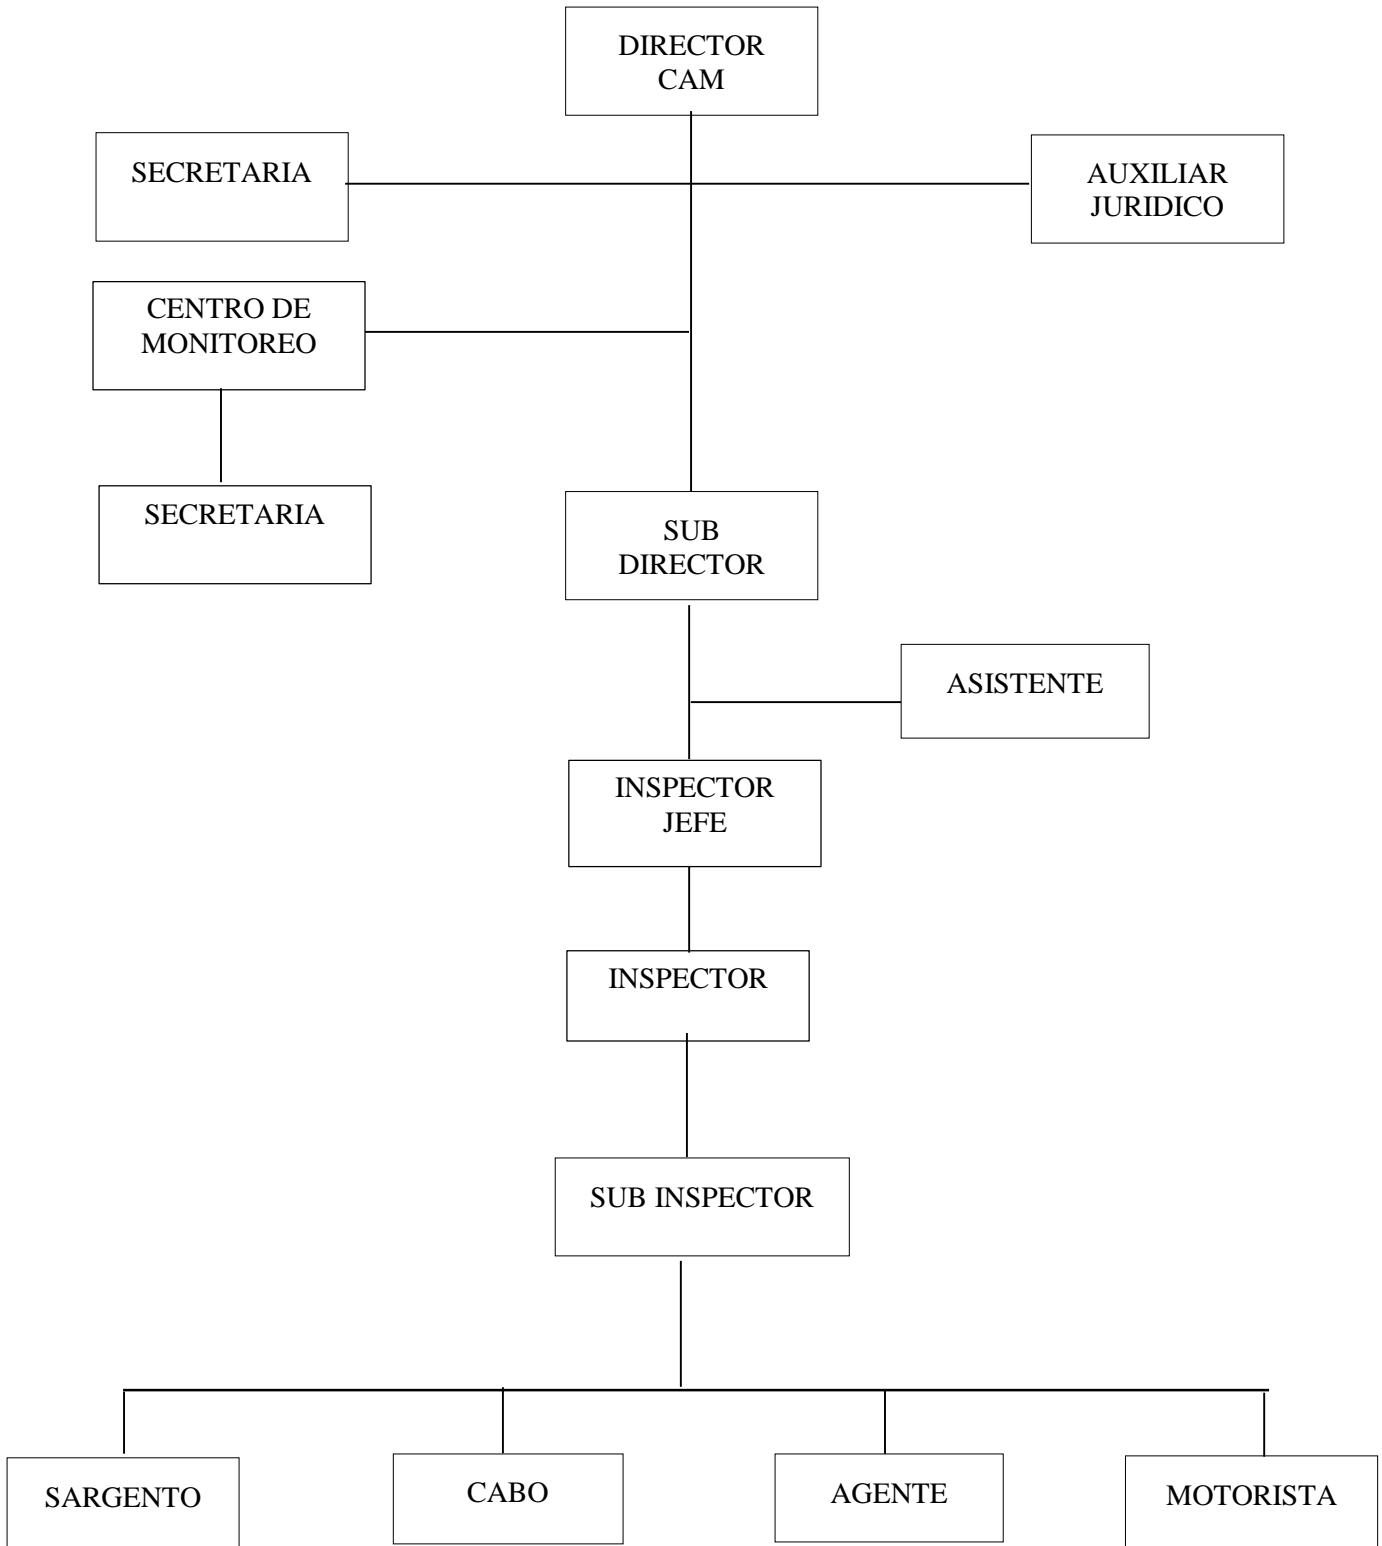 DIRECTOR
CAM
SECRETARIA
AUXILIAR
JURIDICO
CENTRO DE
MONITOREO
SECRETARIA
SUB
DIRECTOR
ASISTENTE
INSPECTOR
JEFE
INSPECTOR
SUB INSPECTOR
SARGENTO
CABO
AGENTE
MOTORISTA